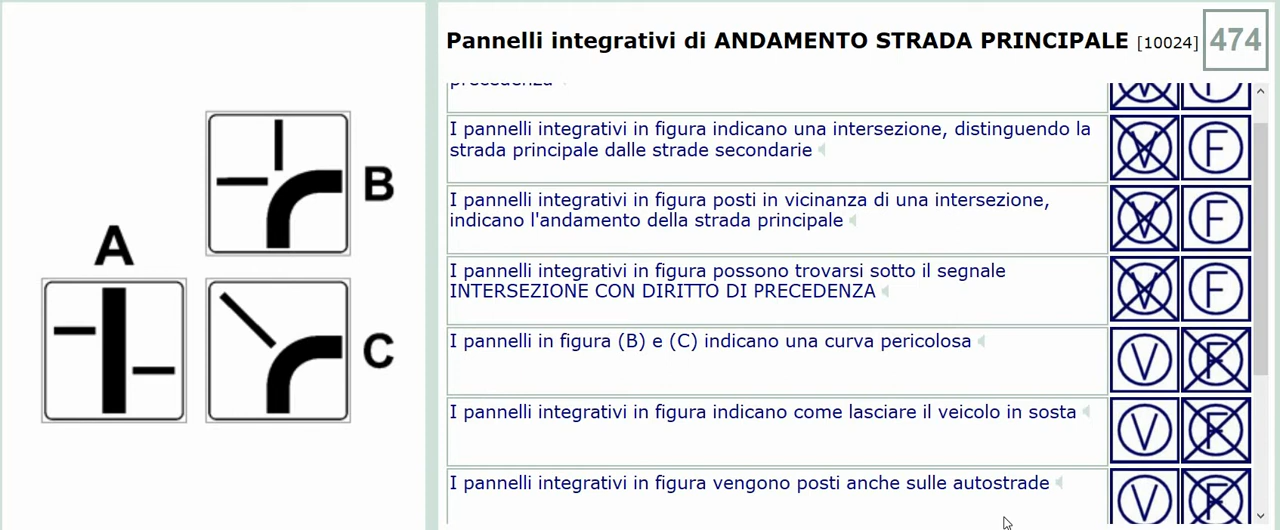 Pannelli integrativi di ANDAMENTO STRADA PRINCIPALE [10024] 474
precedenza
V F
I pannelli integrativi in figura indicano una intersezione, distinguendo la
strada principale dalle strade secondarie
V F
I pannelli integrativi in figura posti in vicinanza di una intersezione,
indicano l'andamento della strada principale
V F
I pannelli integrativi in figura possono trovarsi sotto il segnale
INTERSEZIONE CON DIRITTO DI PRECEDENZA
V F
I pannelli in figura (B) e (C) indicano una curva pericolosa
V F
I pannelli integrativi in figura indicano come lasciare il veicolo in sosta
V F
I pannelli integrativi in figura vengono posti anche sulle autostrade
V F
B
A
C